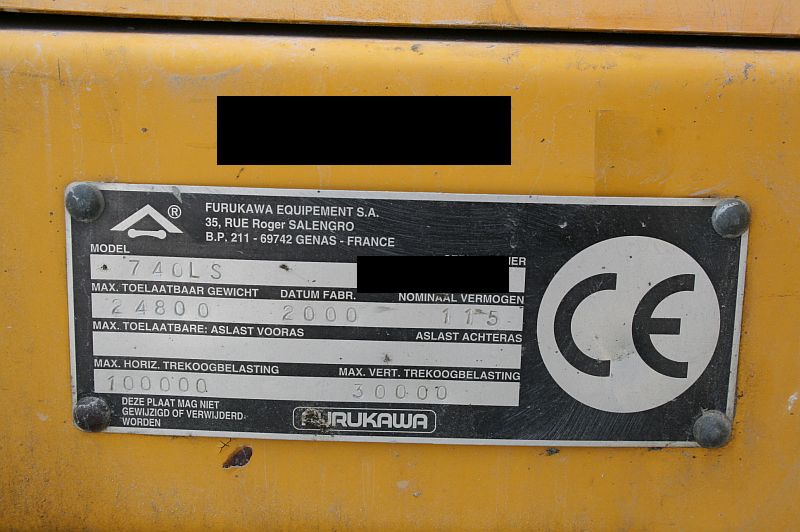 ®
FURUKAWA EQUIPEMENT S.A.
35, RUE Roger SALENGRO
B.P. 211 - 69742 GENAS - FRANCE
MODEL
740LS
MAX. TOELAATBAAR GEWICHT DATUM FABR. NOMINAAL VERMOGEN
24800 2000 115
MAX. TOELAATBARE: ASLAST VOORAS ASLAST ACHTERAS
MAX. HORIZ. TREKOOGBELASTING MAX. VERT. TREKOOGBELASTING
100000 30000
DEZE PLAAT MAG NIET
GEWIJZIGD OF VERWIJDERD
WORDEN
FURUKAWA
CE